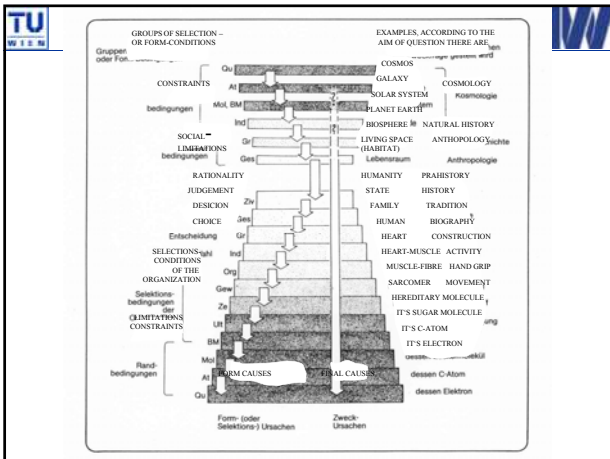 TU
WIEN
GROUPS OF SELECTION –
OR FORM-CONDITIONS
EXAMPLES, ACCORDING TO THE
AIM OF QUESTION THERE ARE
Gruppen
oder
wird
Qu
COSMOS
CONSTRAINTS
At
GALAXY
COSMOLOGY
SOLAR SYSTEM
Kosmologie
bedingungen
Mol, BM
PLANET EARTH
Ind
BIOSPHERE
NATURAL HISTORY
SOCIAL
LIMITATIONS
Gr
LIVING SPACE
(HABITAT)
ANTHOPOLOGY
bedingungen
Ges
Lebensraum
Anthropologie
RATIONALITY
HUMANITY
PRAHISTORY
JUDGEMENT
STATE
HISTORY
DESICION
Ziv
FAMILY
TRADITION
CHOICE
Ges
HUMAN
BIOGRAPHY
Entscheidung
Gr
HEART
CONSTRUCTION
SELECTIONS-
CONDITIONS
OF THE
ORGANIZATION
Ind
HEART-MUSCLE
ACTIVITY
Org
MUSCLE-FIBRE
HAND GRIP
Gew
SARCOMER
MOVEMENT
Selektions-
bedingungen
der
Ze
HEREDITARY MOLECULE
LIMITATIONS
CONSTRAINTS
Ult
IT'S SUGAR MOLECULE
BM
IT'S C-ATOM
IT'S ELECTRON
Rand-
bedingungen
Mol
At
FORM CAUSES
FINAL CAUSES
dessen C-Atom
Qu
dessen Elektron
Form- (oder
Selektions-) Ursachen
Zweck-
Ursachen